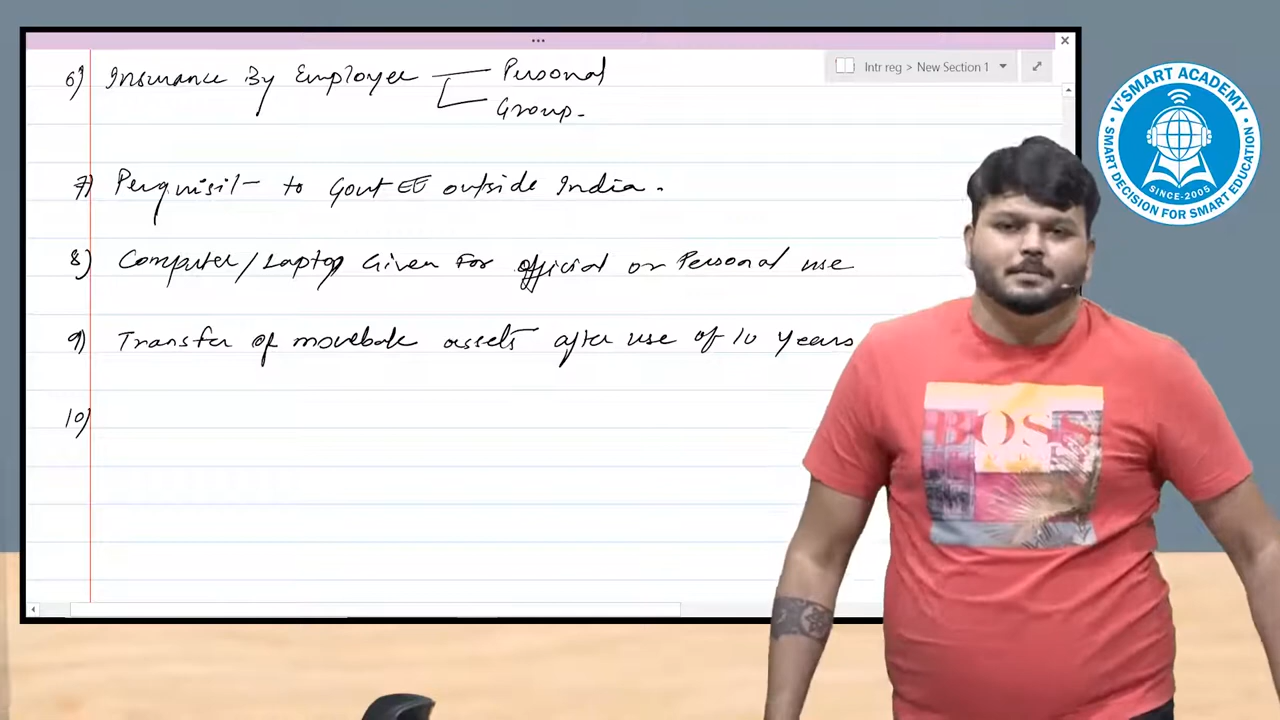 ...
Intr reg > New Section 1
6) Insurance By Employer — Personal
Group.
7) Perquisit to Govt EE outside India.
8) Computer/Laptop Given For official or Personal use
9) Transfer of movebale assets after use of 10 years
10)
V'SMART ACADEMY
SINCE-2005
SMART DECISION FOR SMART EDUCATION
BOSS